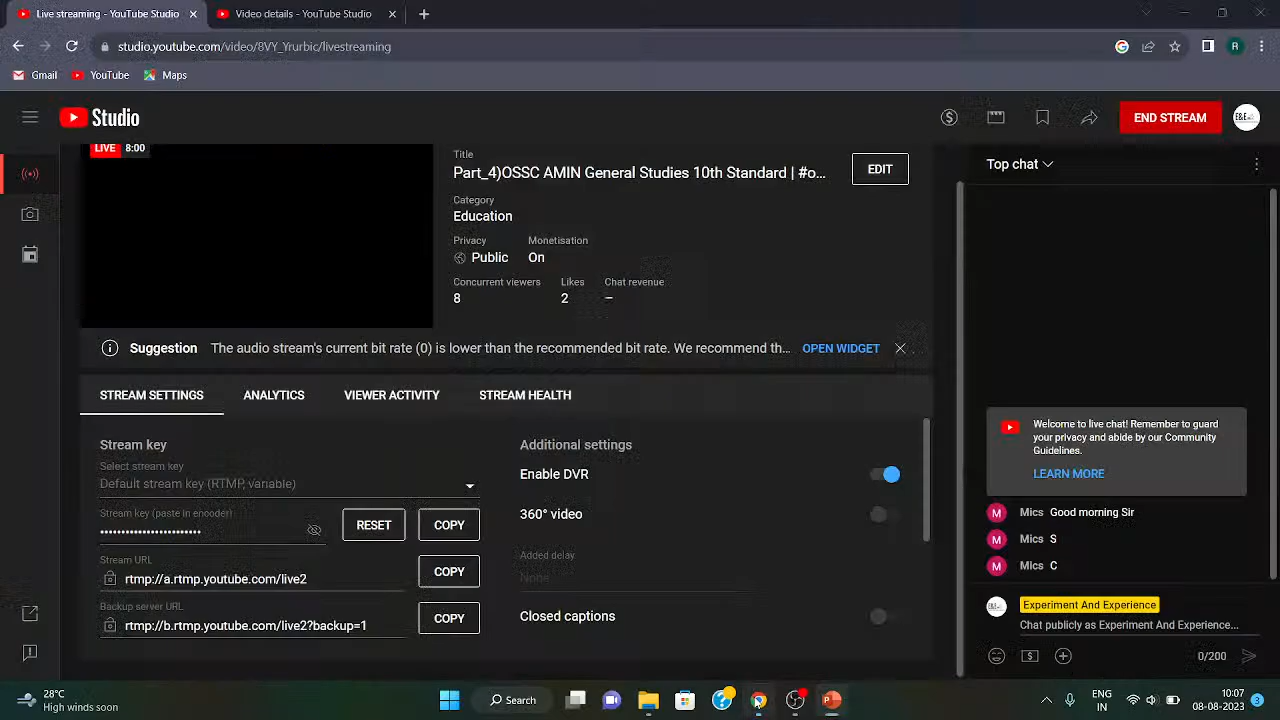 Live streaming - YouTube Studio
Video details - YouTube Studio
studio.youtube.com/video/8VY_Yrurbic/livestreaming
R
Gmail
YouTube
Maps
Studio
END STREAM
LIVE 8:00
Title
Part_4)OSSC AMIN General Studies 10th Standard | #o...
EDIT
Category
Education
Privacy
Public
Monetisation
On
Concurrent viewers
8
Likes
2
Chat revenue
–
Suggestion The audio stream's current bit rate (0) is lower than the recommended bit rate. We recommend th... OPEN WIDGET
STREAM SETTINGS
ANALYTICS
VIEWER ACTIVITY
STREAM HEALTH
Stream key
Select stream key
Default stream key (RTMP, variable)
Stream key (paste in encoder)
RESET
COPY
Stream URL
rtmp://a.rtmp.youtube.com/live2
COPY
Backup server URL
rtmp://b.rtmp.youtube.com/live2?backup=1
COPY
Additional settings
Enable DVR
360° video
Added delay
None
Closed captions
Top chat
Welcome to live chat! Remember to guard
your privacy and abide by our Community
Guidelines.
LEARN MORE
M Mics Good morning Sir
M Mics S
M Mics C
Experiment And Experience
Chat publicly as Experiment And Experience...
0/200
28°C
High winds soon
Search
ENG
IN
10:07
08-08-2023
3